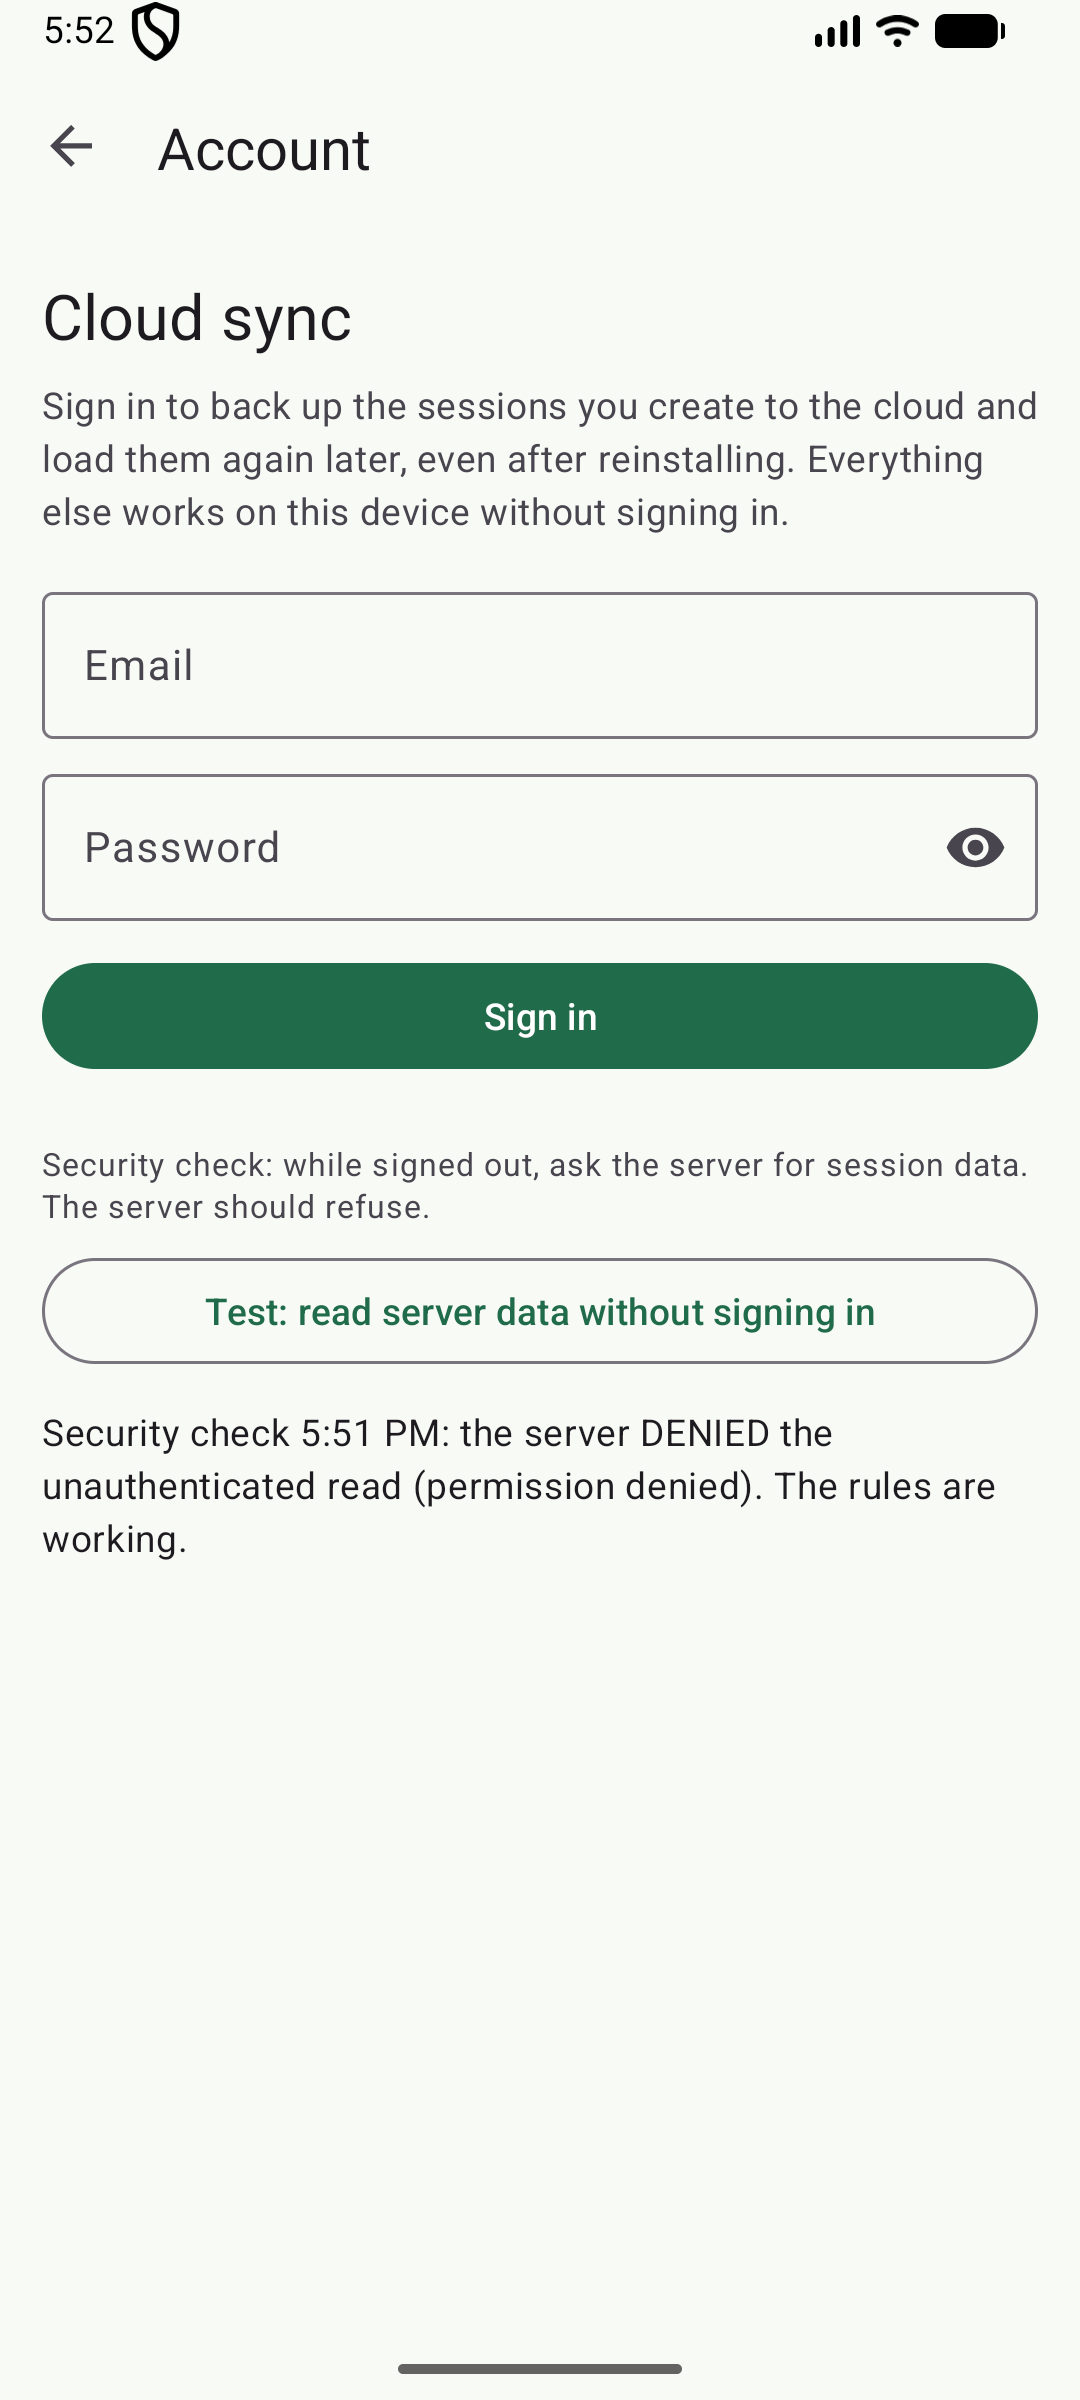 5:52
Account
Cloud sync
Sign in to back up the sessions you create to the cloud and
load them again later, even after reinstalling. Everything
else works on this device without signing in.
Email
Password
Sign in
Security check: while signed out, ask the server for session data.
The server should refuse.
Test: read server data without signing in
Security check 5:51 PM: the server DENIED the
unauthenticated read (permission denied). The rules are
working.